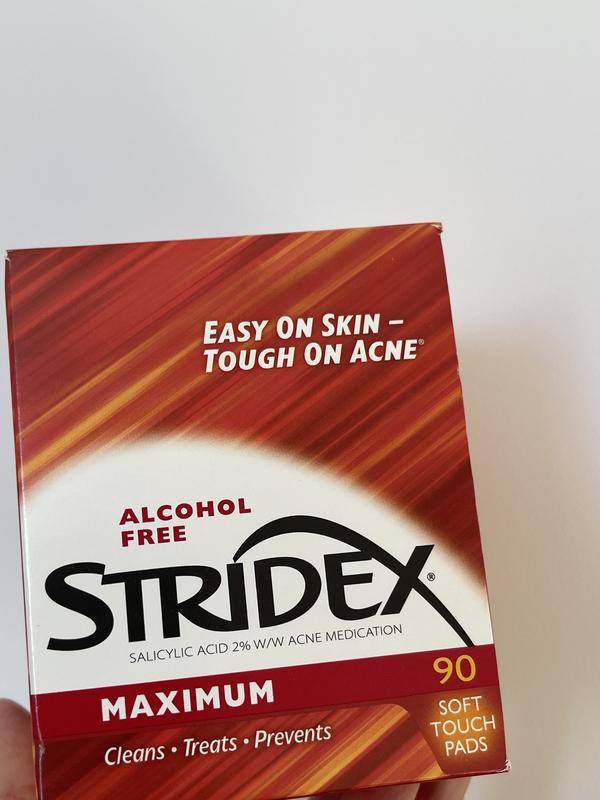 EASY ON SKIN –
TOUGH ON ACNE®
ALCOHOL
FREE
STRIDEX®
SALICYLIC ACID 2% W/W ACNE MEDICATION
MAXIMUM
Cleans • Treats • Prevents
90
SOFT
TOUCH
PADS